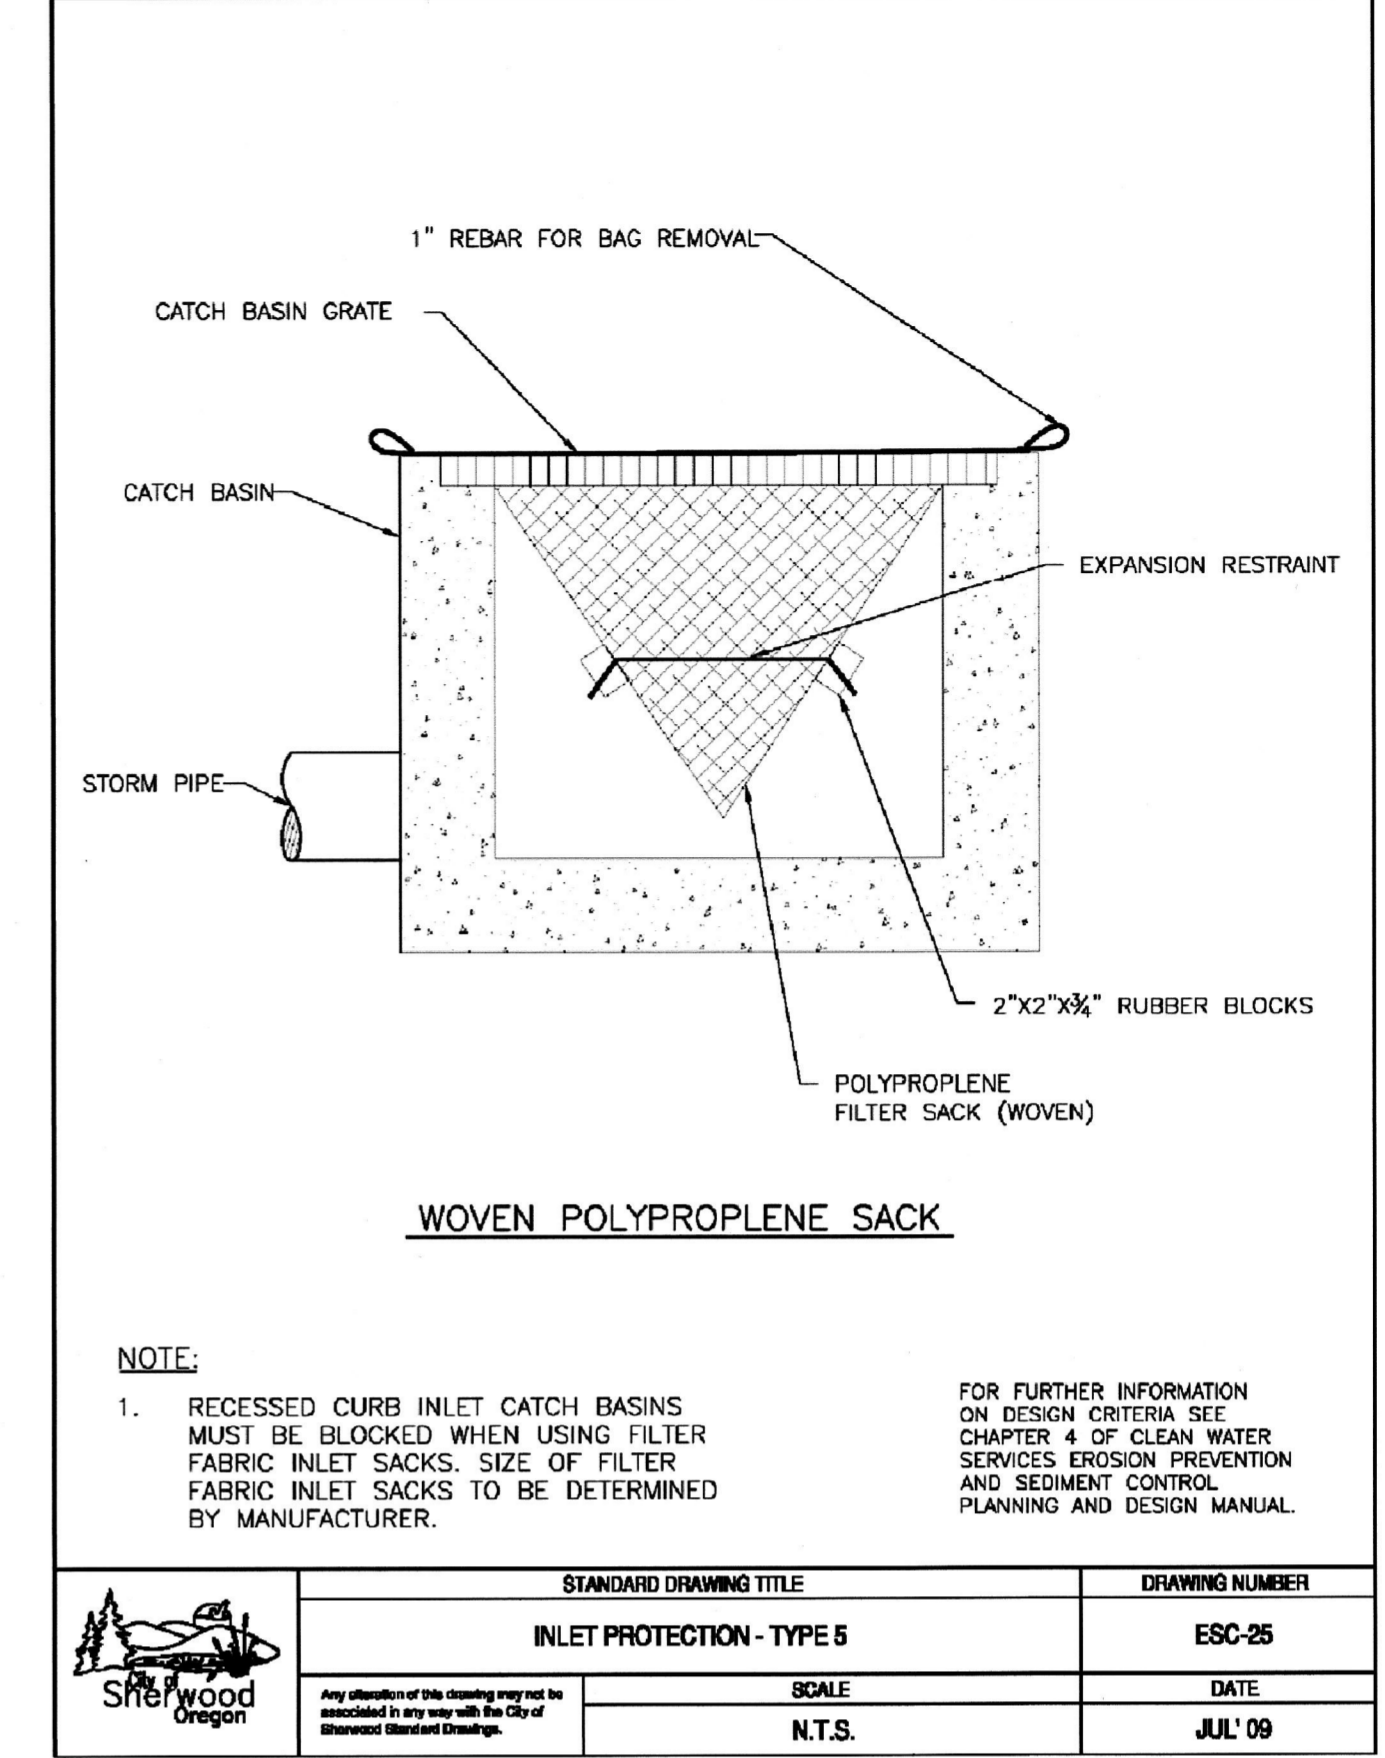 1" REBAR FOR BAG REMOVAL
CATCH BASIN GRATE
CATCH BASIN
EXPANSION RESTRAINT
STORM PIPE
2"X2"X¾" RUBBER BLOCKS
POLYPROPLENE
FILTER SACK (WOVEN)
WOVEN POLYPROPLENE SACK
NOTE:
1. RECESSED CURB INLET CATCH BASINS
MUST BE BLOCKED WHEN USING FILTER
FABRIC INLET SACKS. SIZE OF FILTER
FABRIC INLET SACKS TO BE DETERMINED
BY MANUFACTURER.
FOR FURTHER INFORMATION
ON DESIGN CRITERIA SEE
CHAPTER 4 OF CLEAN WATER
SERVICES EROSION PREVENTION
AND SEDIMENT CONTROL
PLANNING AND DESIGN MANUAL.
STANDARD DRAWING TITLE
DRAWING NUMBER
INLET PROTECTION - TYPE 5
ESC-25
City of
Sherwood
Oregon
Any alteration of this drawing may not be
associated in any way with the City of
Sherwood Standard Drawings.
SCALE
DATE
N.T.S.
JUL' 09